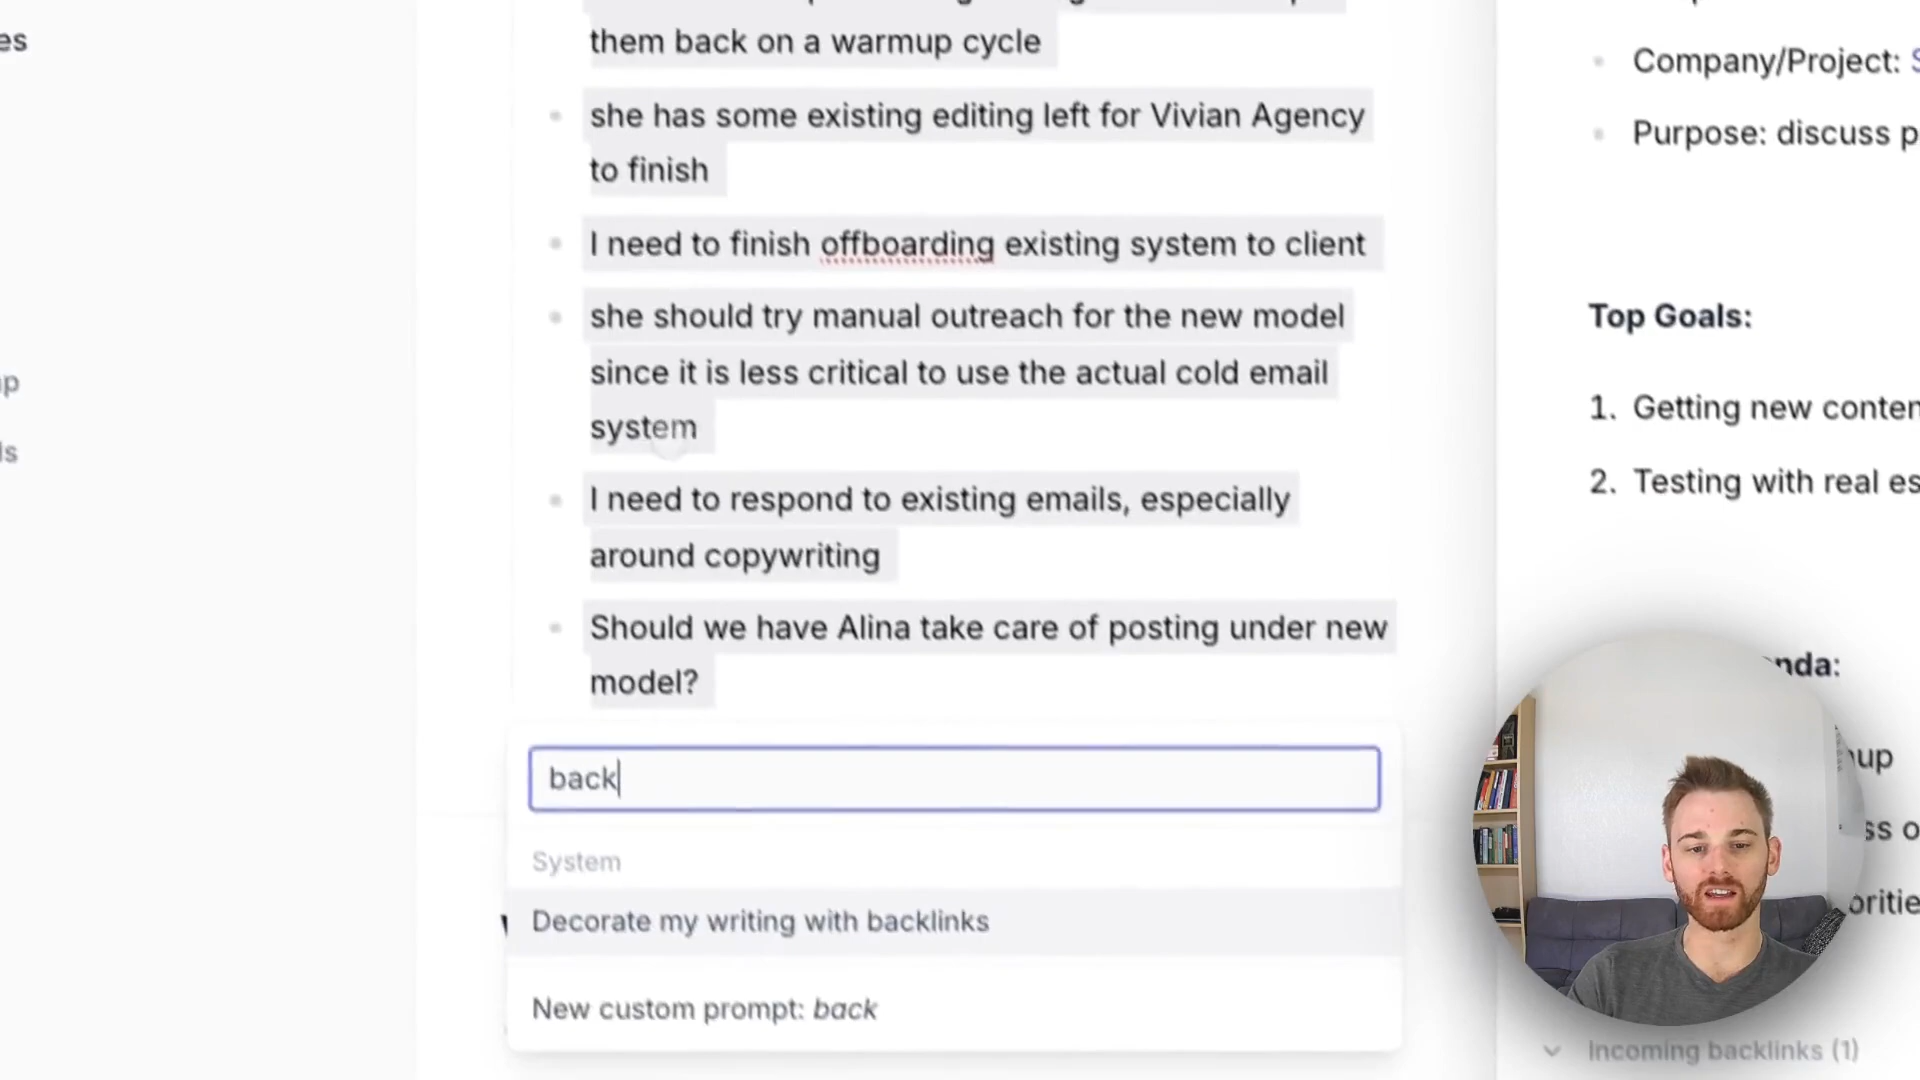 es
p
ls
them back on a warmup cycle
she has some existing editing left for Vivian Agency
to finish
I need to finish offboarding existing system to client
she should try manual outreach for the new model
since it is less critical to use the actual cold email
system
I need to respond to existing emails, especially
around copywriting
Should we have Alina take care of posting under new
model?
back
System
Decorate my writing with backlinks
New custom prompt: back
Company/Project: S
Purpose: discuss p
Top Goals:
1. Getting new conten
2. Testing with real es
nda:
up
ss o
oritie
Incoming backlinks (1)